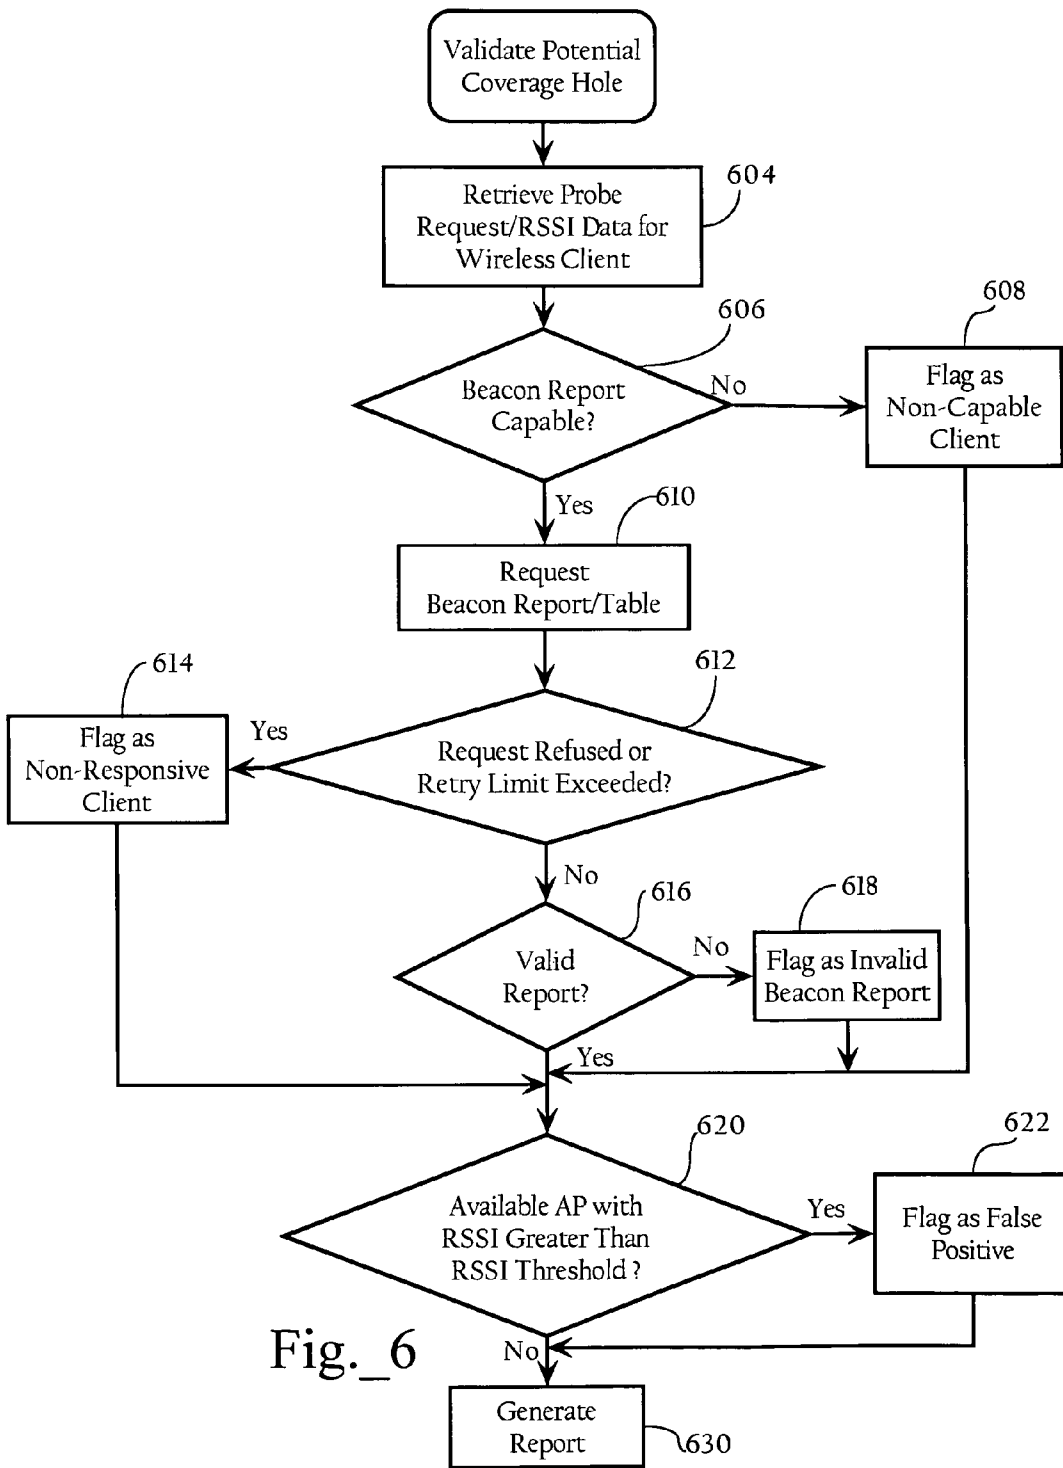 Validate Potential
Coverage Hole
604
Retrieve Probe
Request/RSSI Data for
Wireless Client
606
608
Beacon Report
Capable?
No
Flag as
Non-Capable
Client
Yes
610
Request
Beacon Report/Table
612
614
Flag as
Non-Responsive
Client
Yes
Request Refused or
Retry Limit Exceeded?
No
616
618
Valid
Report?
No
Flag as Invalid
Beacon Report
Yes
620
622
Available AP with
RSSI Greater Than
RSSI Threshold ?
Yes
Flag as False
Positive
Fig._6
No
Generate
Report
630